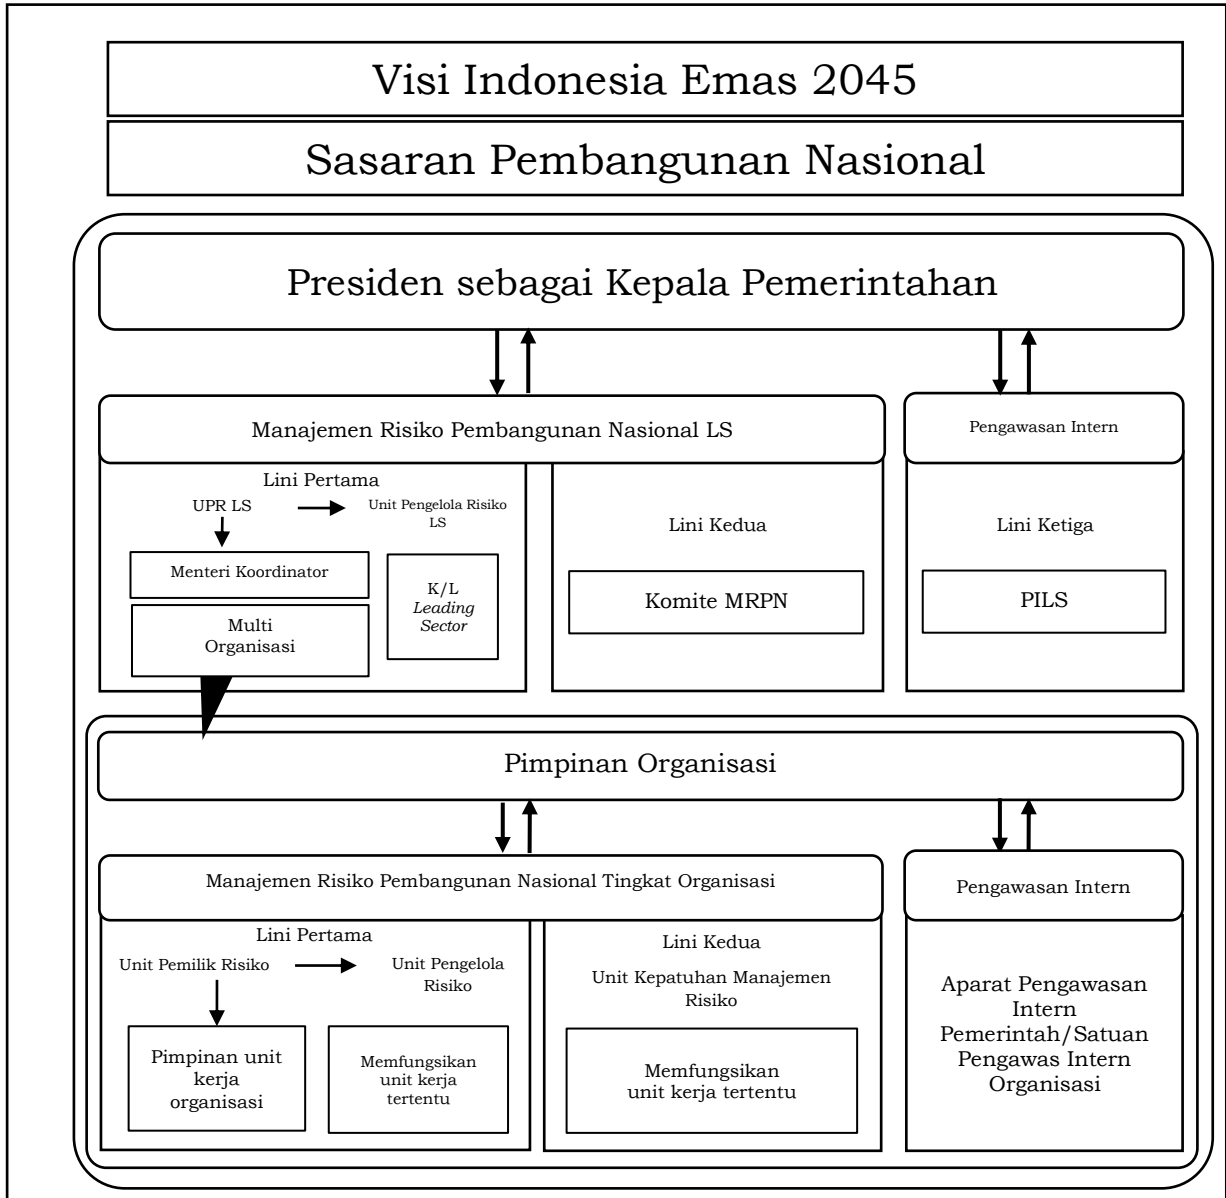 Visi Indonesia Emas 2045
Sasaran Pembangunan Nasional
Presiden sebagai Kepala Pemerintahan
Manajemen Risiko Pembangunan Nasional LS
Pengawasan Intern
Lini Pertama
UPR LS
Unit Pengelola Risiko
LS
Menteri Koordinator
Multi
Organisasi
K/L
Leading
Sector
Lini Kedua
Komite MRPN
Lini Ketiga
PILS
Pimpinan Organisasi
Manajemen Risiko Pembangunan Nasional Tingkat Organisasi
Pengawasan Intern
Lini Pertama
Unit Pemilik Risiko
Unit Pengelola
Risiko
Pimpinan unit
kerja
organisasi
Memfungsikan
unit kerja
tertentu
Lini Kedua
Unit Kepatuhan Manajemen
Risiko
Memfungsikan
unit kerja tertentu
Aparat Pengawasan
Intern
Pemerintah/Satuan
Pengawas Intern
Organisasi